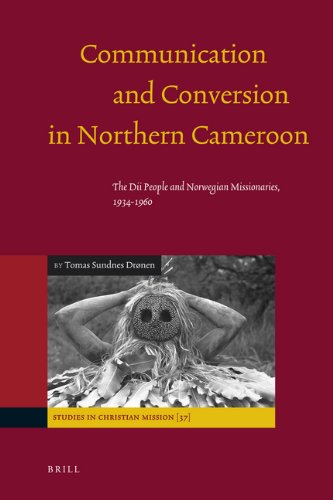 Communication
and Conversion
in Northern Cameroon
The Dii People and Norwegian Missionaries,
1934-1960
BY Tomas Sundnes Drønen
STUDIES IN CHRISTIAN MISSION [37]
BRILL